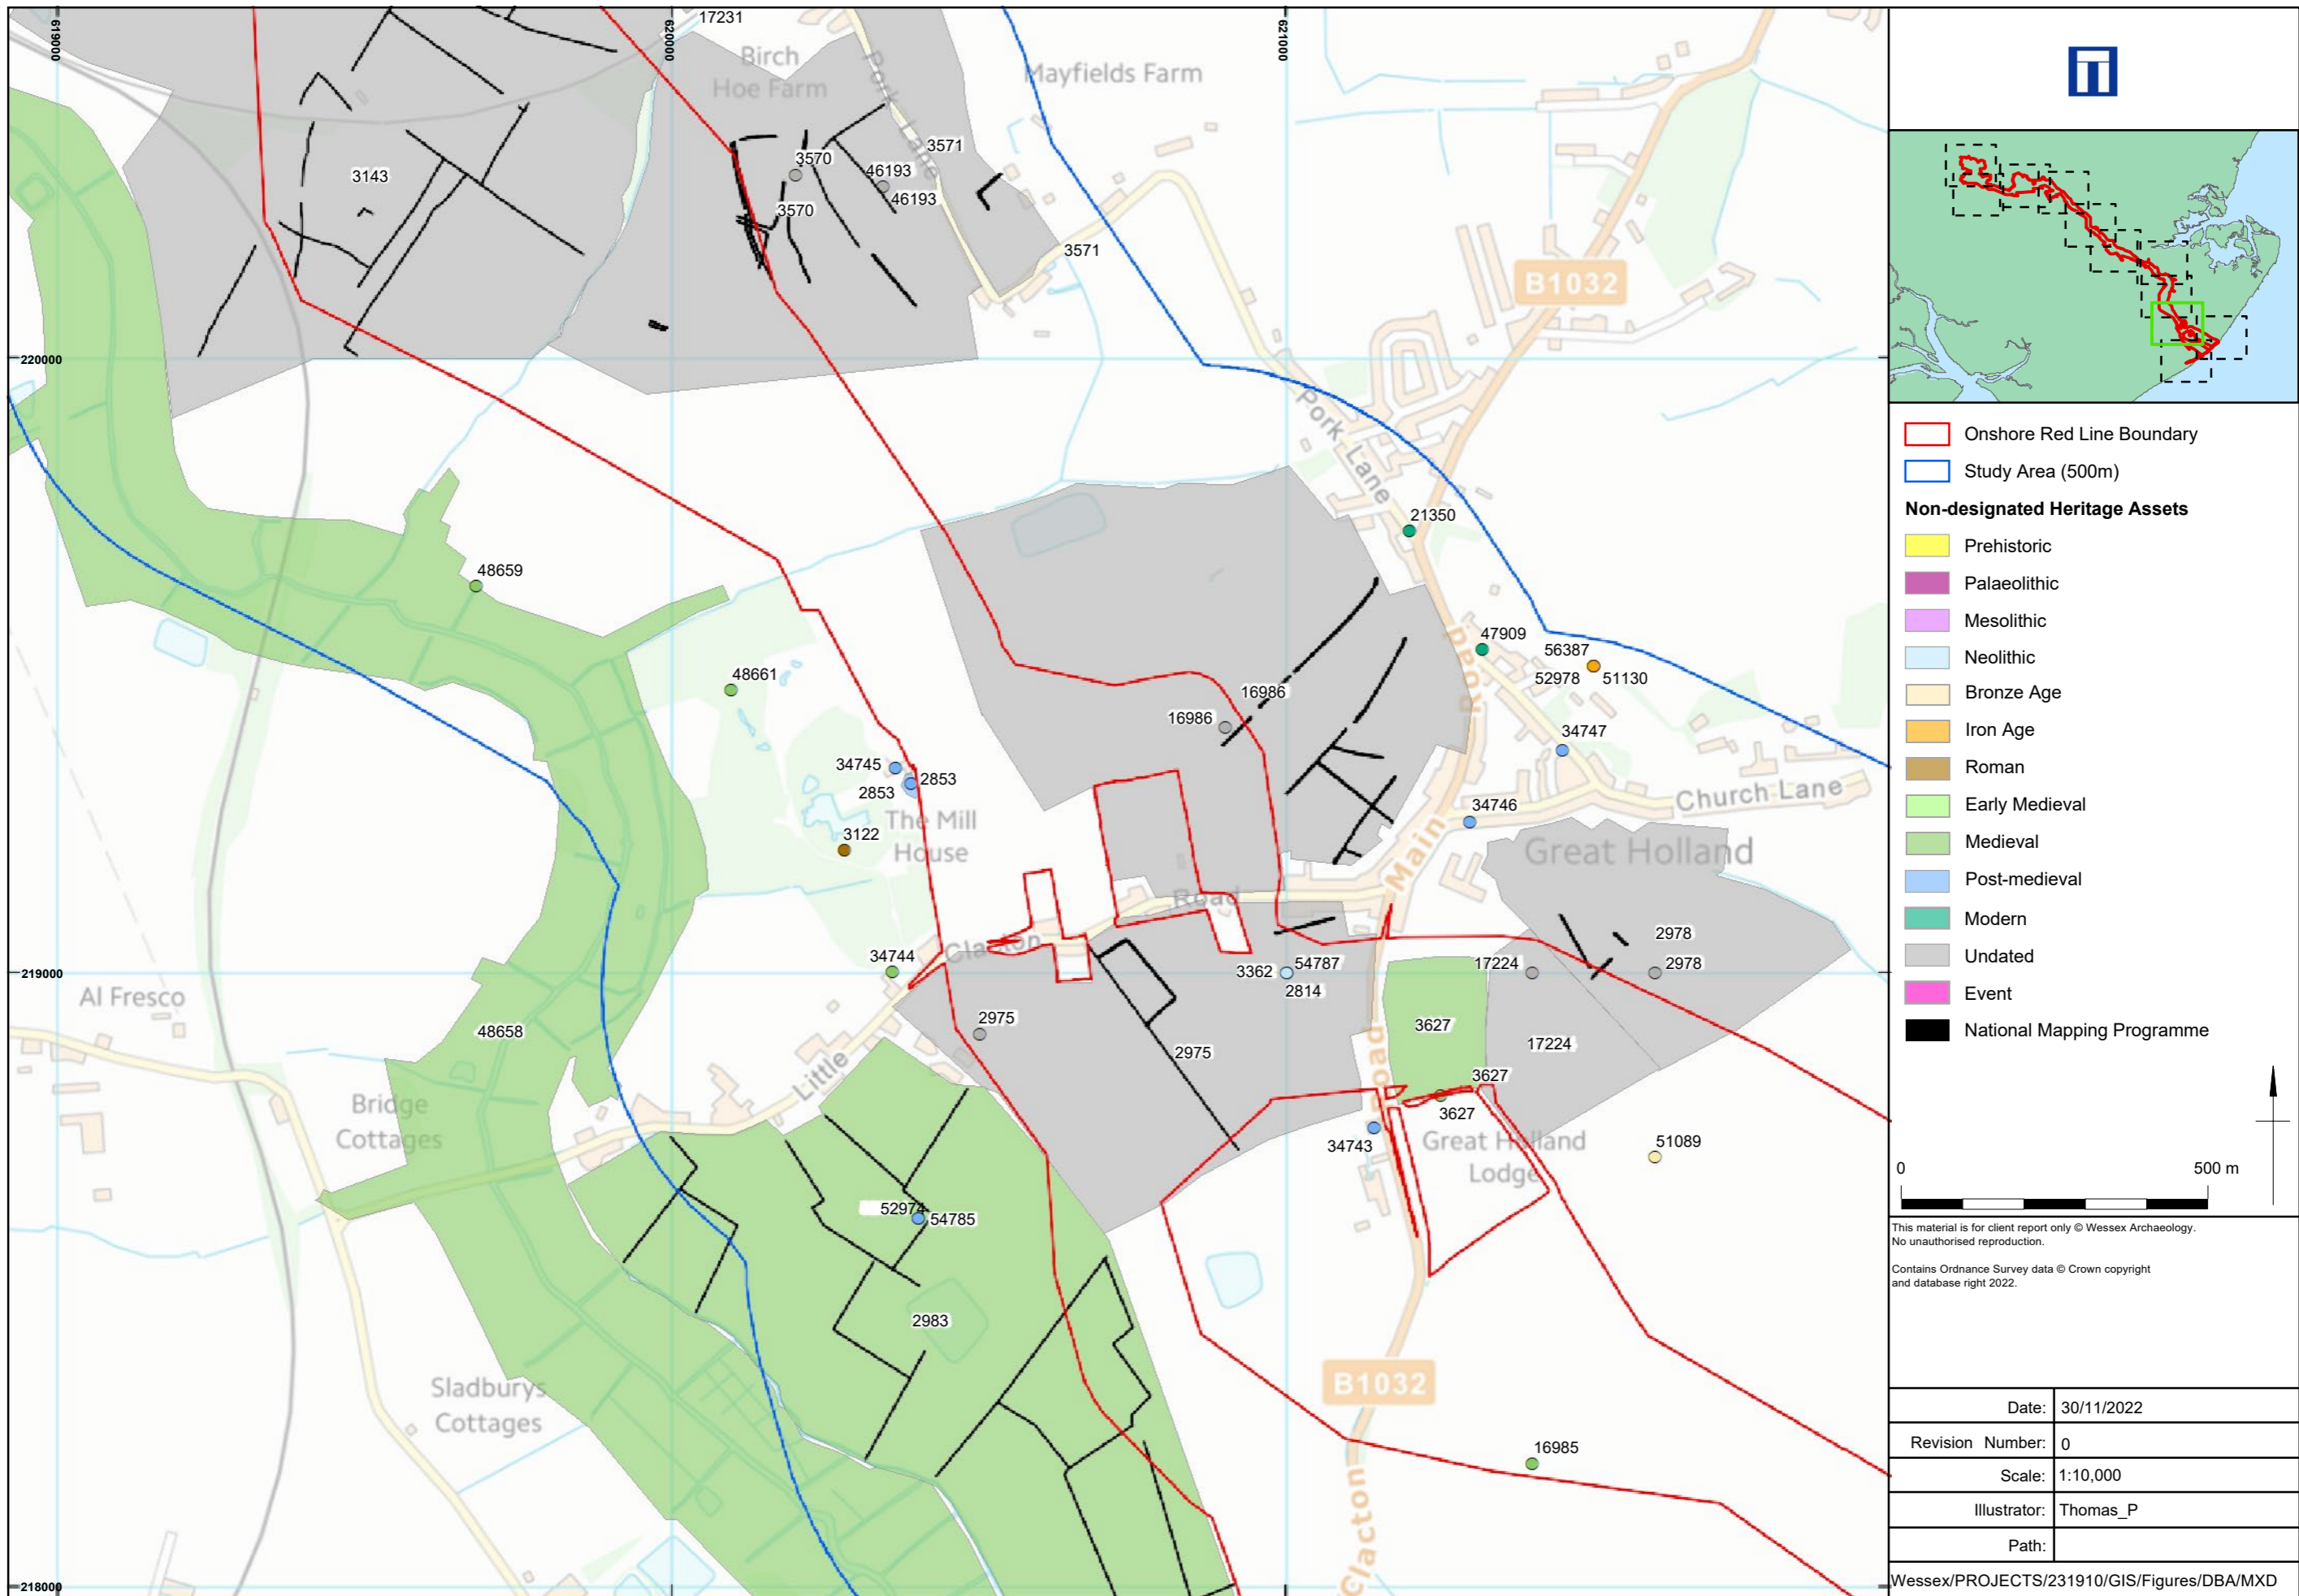 619000
620000
621000
17231
Birch
Hoe Farm
Pork Lane
Mayfields Farm
3143
3570
3571
46193
46193
3570
3571
B1032
220000
Pork Lane
21350
48659
47909
56387
52978
51130
48661
16986
16986
34747
34745
2853
2853
The Mill
House
3122
34746
Church Lane
Main
Road
Great Holland
Road
Clacton
34744
3362
54787
2814
17224
2978
2978
219000
Al Fresco
48658
2975
2975
3627
17224
3627
3627
Little
Road
Bridge
Cottages
34743
Great Holland
Lodge
51089
52974
54785
2983
Sladburys
Cottages
B1032
16985
Clacton
218000
Onshore Red Line Boundary
Study Area (500m)
Non-designated Heritage Assets
Prehistoric
Palaeolithic
Mesolithic
Neolithic
Bronze Age
Iron Age
Roman
Early Medieval
Medieval
Post-medieval
Modern
Undated
Event
National Mapping Programme
0
500 m
This material is for client report only © Wessex Archaeology.
No unauthorised reproduction.
Contains Ordnance Survey data © Crown copyright
and database right 2022.
Date: 30/11/2022
Revision Number: 0
Scale: 1:10,000
Illustrator: Thomas_P
Path:
Wessex/PROJECTS/231910/GIS/Figures/DBA/MXD